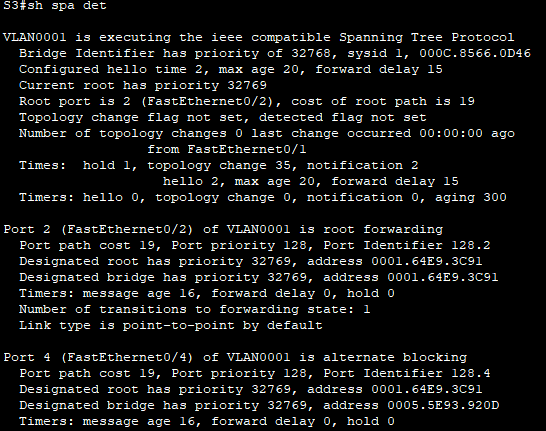 S3#sh spa det
VLAN0001 is executing the ieee compatible Spanning Tree Protocol
Bridge Identifier has priority of 32768, sysid 1, 000C.8566.0D46
Configured hello time 2, max age 20, forward delay 15
Current root has priority 32769
Root port is 2 (FastEthernet0/2), cost of root path is 19
Topology change flag not set, detected flag not set
Number of topology changes 0 last change occurred 00:00:00 ago
from FastEthernet0/1
Times: hold 1, topology change 35, notification 2
hello 2, max age 20, forward delay 15
Timers: hello 0, topology change 0, notification 0, aging 300
Port 2 (FastEthernet0/2) of VLAN0001 is root forwarding
Port path cost 19, Port priority 128, Port Identifier 128.2
Designated root has priority 32769, address 0001.64E9.3C91
Designated bridge has priority 32769, address 0001.64E9.3C91
Timers: message age 16, forward delay 0, hold 0
Number of transitions to forwarding state: 1
Link type is point-to-point by default
Port 4 (FastEthernet0/4) of VLAN0001 is alternate blocking
Port path cost 19, Port priority 128, Port Identifier 128.4
Designated root has priority 32769, address 0001.64E9.3C91
Designated bridge has priority 32769, address 0005.5E93.920D
Timers: message age 16, forward delay 0, hold 0